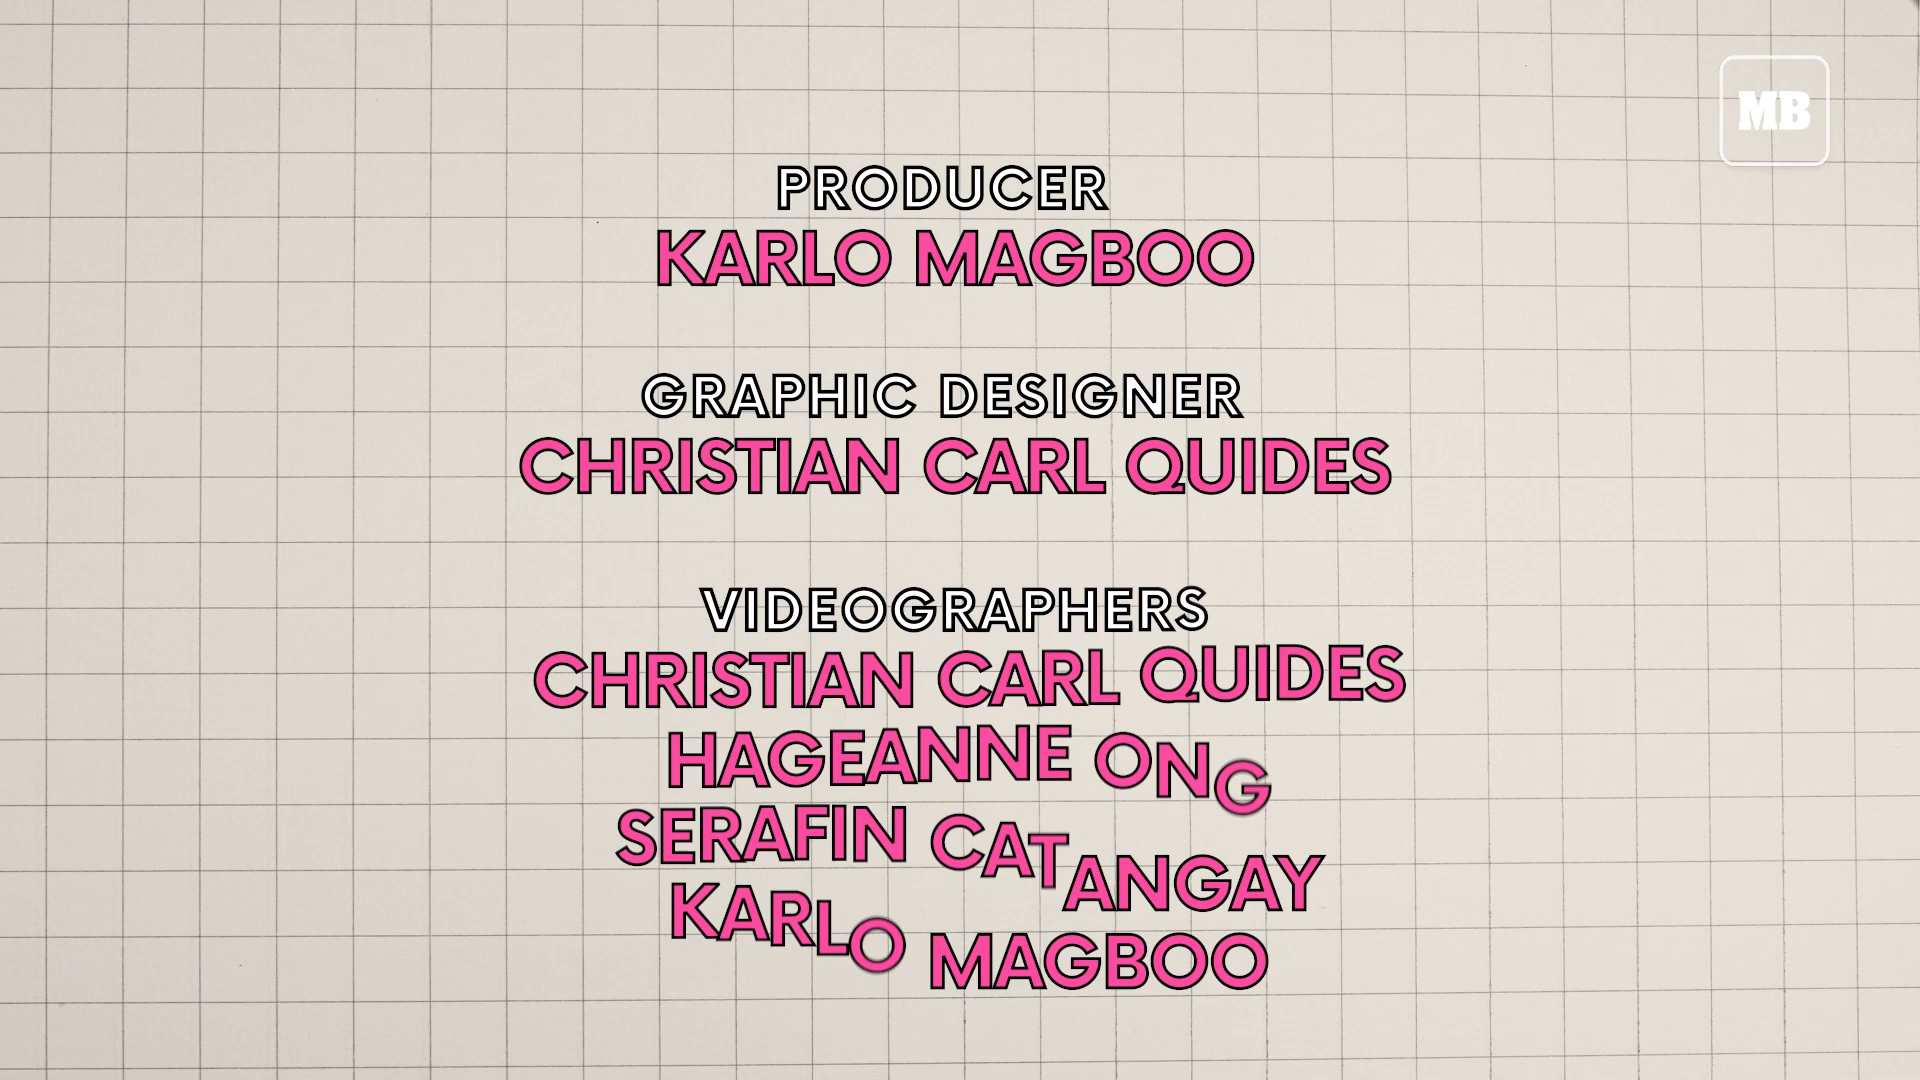 MB
PRODUCER
KARLO MAGBOO
GRAPHIC DESIGNER
CHRISTIAN CARL QUIDES
VIDEOGRAPHERS
CHRISTIAN CARL QUIDES
HAGEANNE ONG
SERAFIN CATANGAY
KARLO MAGBOO